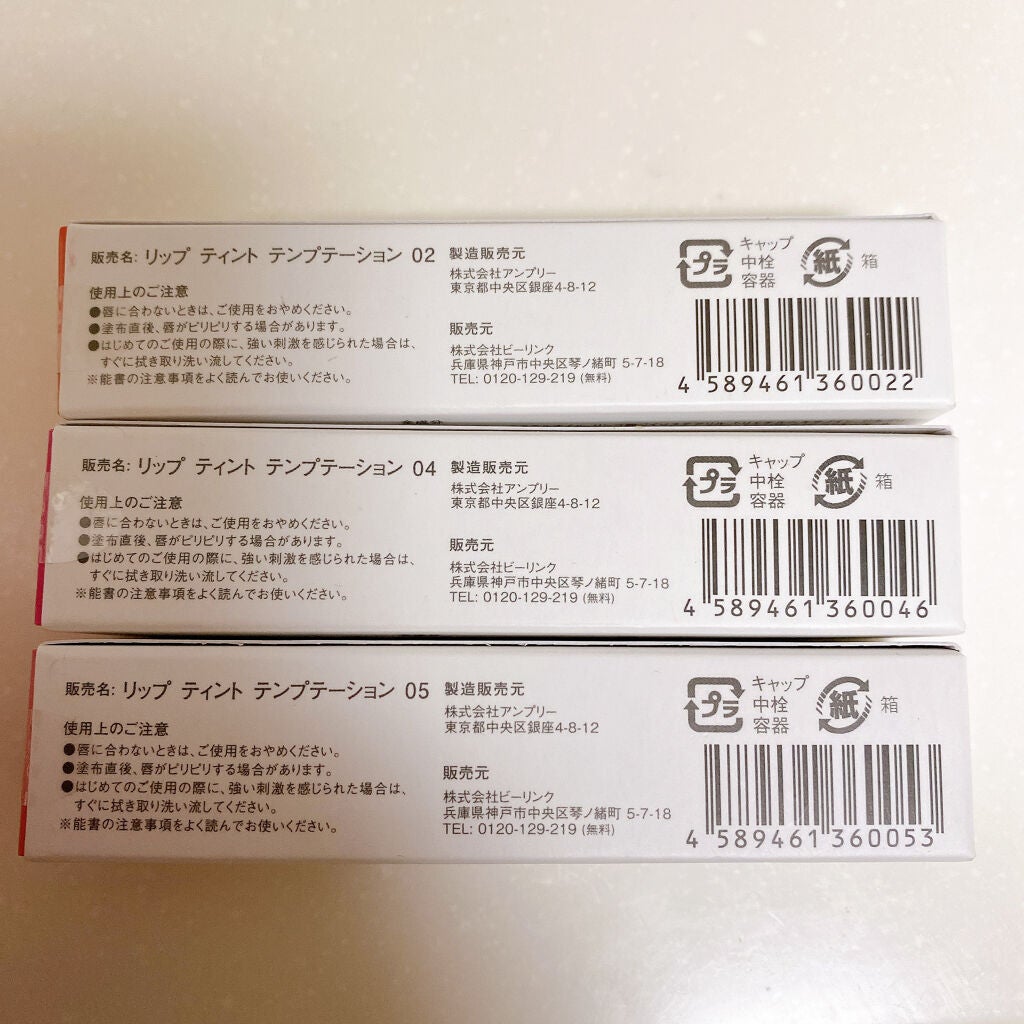 販売名: リップ ティント テンプテーション 02
使用上のご注意
●唇に合わないときは、ご使用をおやめください。
●塗布直後、唇がピリピリする場合があります。
●はじめてのご使用の際に、強い刺激を感じられた場合は、
すぐに拭き取り洗い流してください。
※能書の注意事項をよく読んでお使いください。
製造販売元
株式会社アンプリー
東京都中央区銀座4-8-12
販売元
株式会社ビーリンク
兵庫県神戸市中央区琴ノ緒町 5-7-18
TEL: 0120-129-219 (無料)
プラ
キャップ
中栓
容器
紙
箱
4 589461 360022
販売名: リップ ティント テンプテーション 04
使用上のご注意
●唇に合わないときは、ご使用をおやめください。
●塗布直後、唇がピリピリする場合があります。
●はじめてのご使用の際に、強い刺激を感じられた場合は、
すぐに拭き取り洗い流してください。
※能書の注意事項をよく読んでお使いください。
製造販売元
株式会社アンプリー
東京都中央区銀座4-8-12
販売元
株式会社ビーリンク
兵庫県神戸市中央区琴ノ緒町 5-7-18
TEL: 0120-129-219 (無料)
プラ
キャップ
中栓
容器
紙
箱
4 589461 360046
販売名: リップ ティント テンプテーション 05
使用上のご注意
●唇に合わないときは、ご使用をおやめください。
●塗布直後、唇がピリピリする場合があります。
●はじめてのご使用の際に、強い刺激を感じられた場合は、
すぐに拭き取り洗い流してください。
※能書の注意事項をよく読んでお使いください。
製造販売元
株式会社アンプリー
東京都中央区銀座4-8-12
販売元
株式会社ビーリンク
兵庫県神戸市中央区琴ノ緒町 5-7-18
TEL: 0120-129-219 (無料)
プラ
キャップ
中栓
容器
紙
箱
4 589461 360053